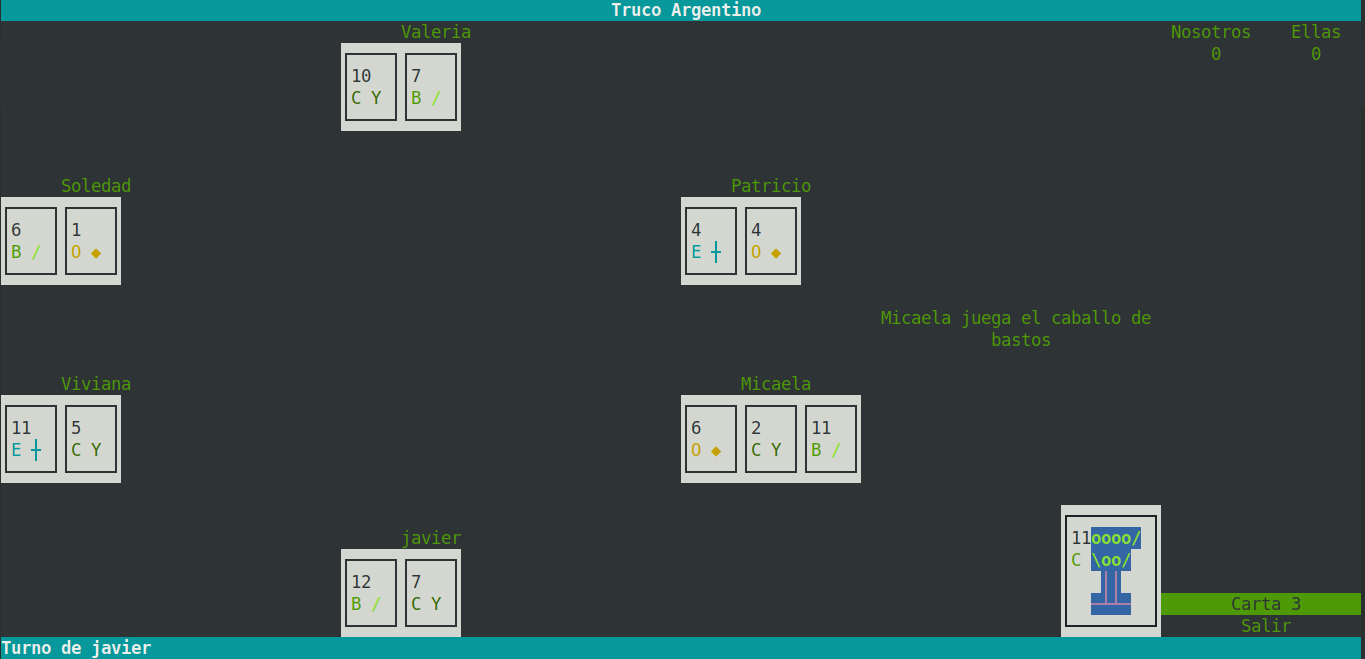 Truco Argentino
Valeria
Nosotros Ellas
0 0
10 7
C Y B /
Soledad Patricio
6 1 4 4
B / O ◆ E ┼ O ◆
Micaela juega el caballo de
bastos
Viviana Micaela
11 5 6 2 11
E ┼ C Y O ◆ C Y B /
javier
11oooo/
C \oo/
12 7
B / C Y
Carta 3
Salir
Turno de javier